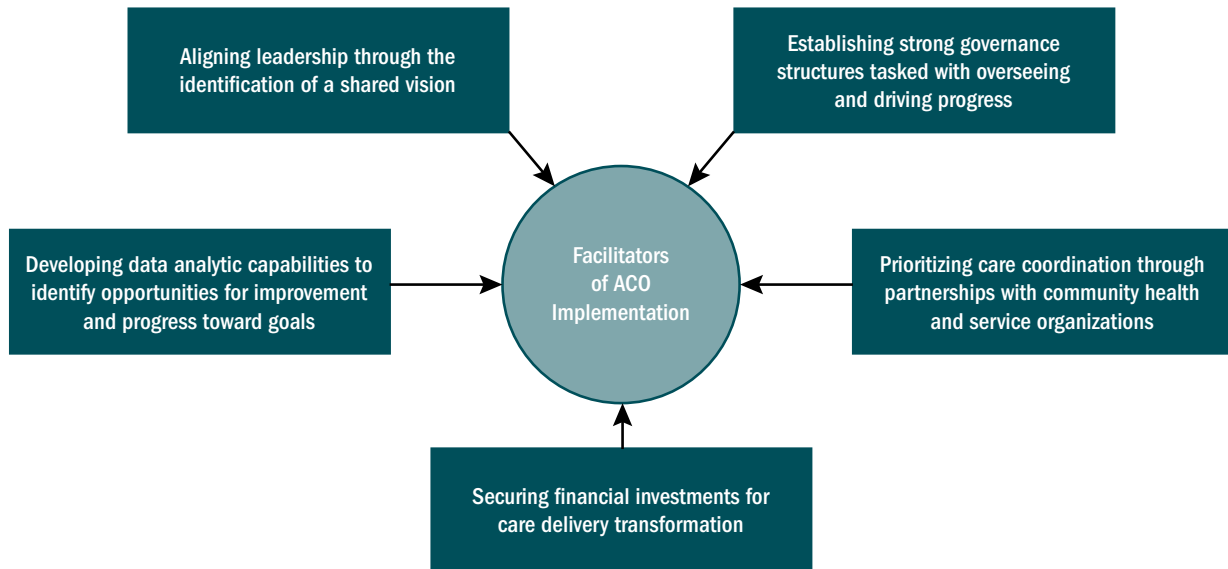 Aligning leadership through the
identification of a shared vision
Establishing strong governance
structures tasked with overseeing
and driving progress
Developing data analytic capabilities to
identify opportunities for improvement
and progress toward goals
Facilitators
of ACO
Implementation
Prioritizing care coordination through
partnerships with community health
and service organizations
Securing financial investments for
care delivery transformation